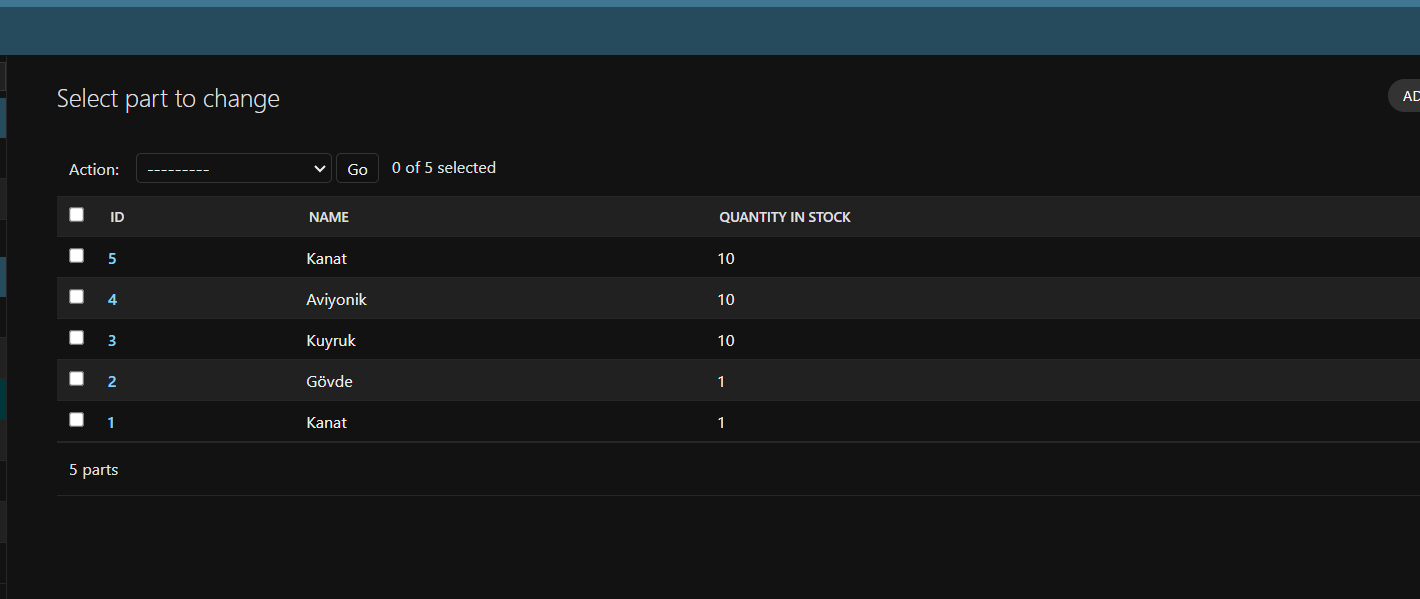 Select part to change
AD
Action: --------- Go 0 of 5 selected
ID NAME QUANTITY IN STOCK
5 Kanat 10
4 Aviyonik 10
3 Kuyruk 10
2 Gövde 1
1 Kanat 1
5 parts